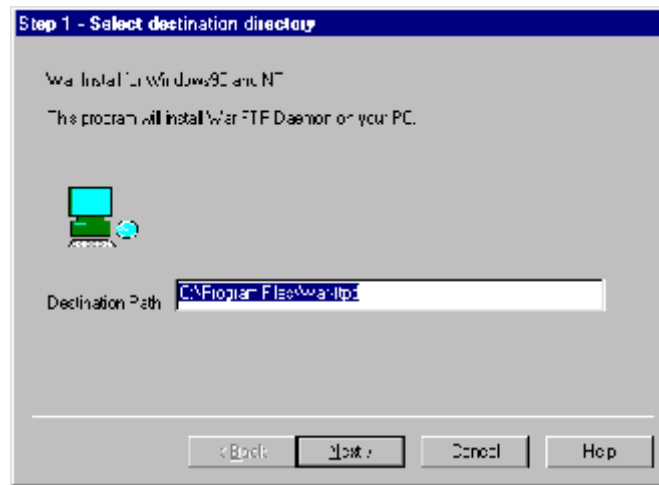 Step 1 - Select destination directory
War Install for Windows95 and NT
This program will install War FTP Daemon on your PC.
Destination Path
C:\Program Files\war-ftpd
< Back
Next >
Cancel
Help